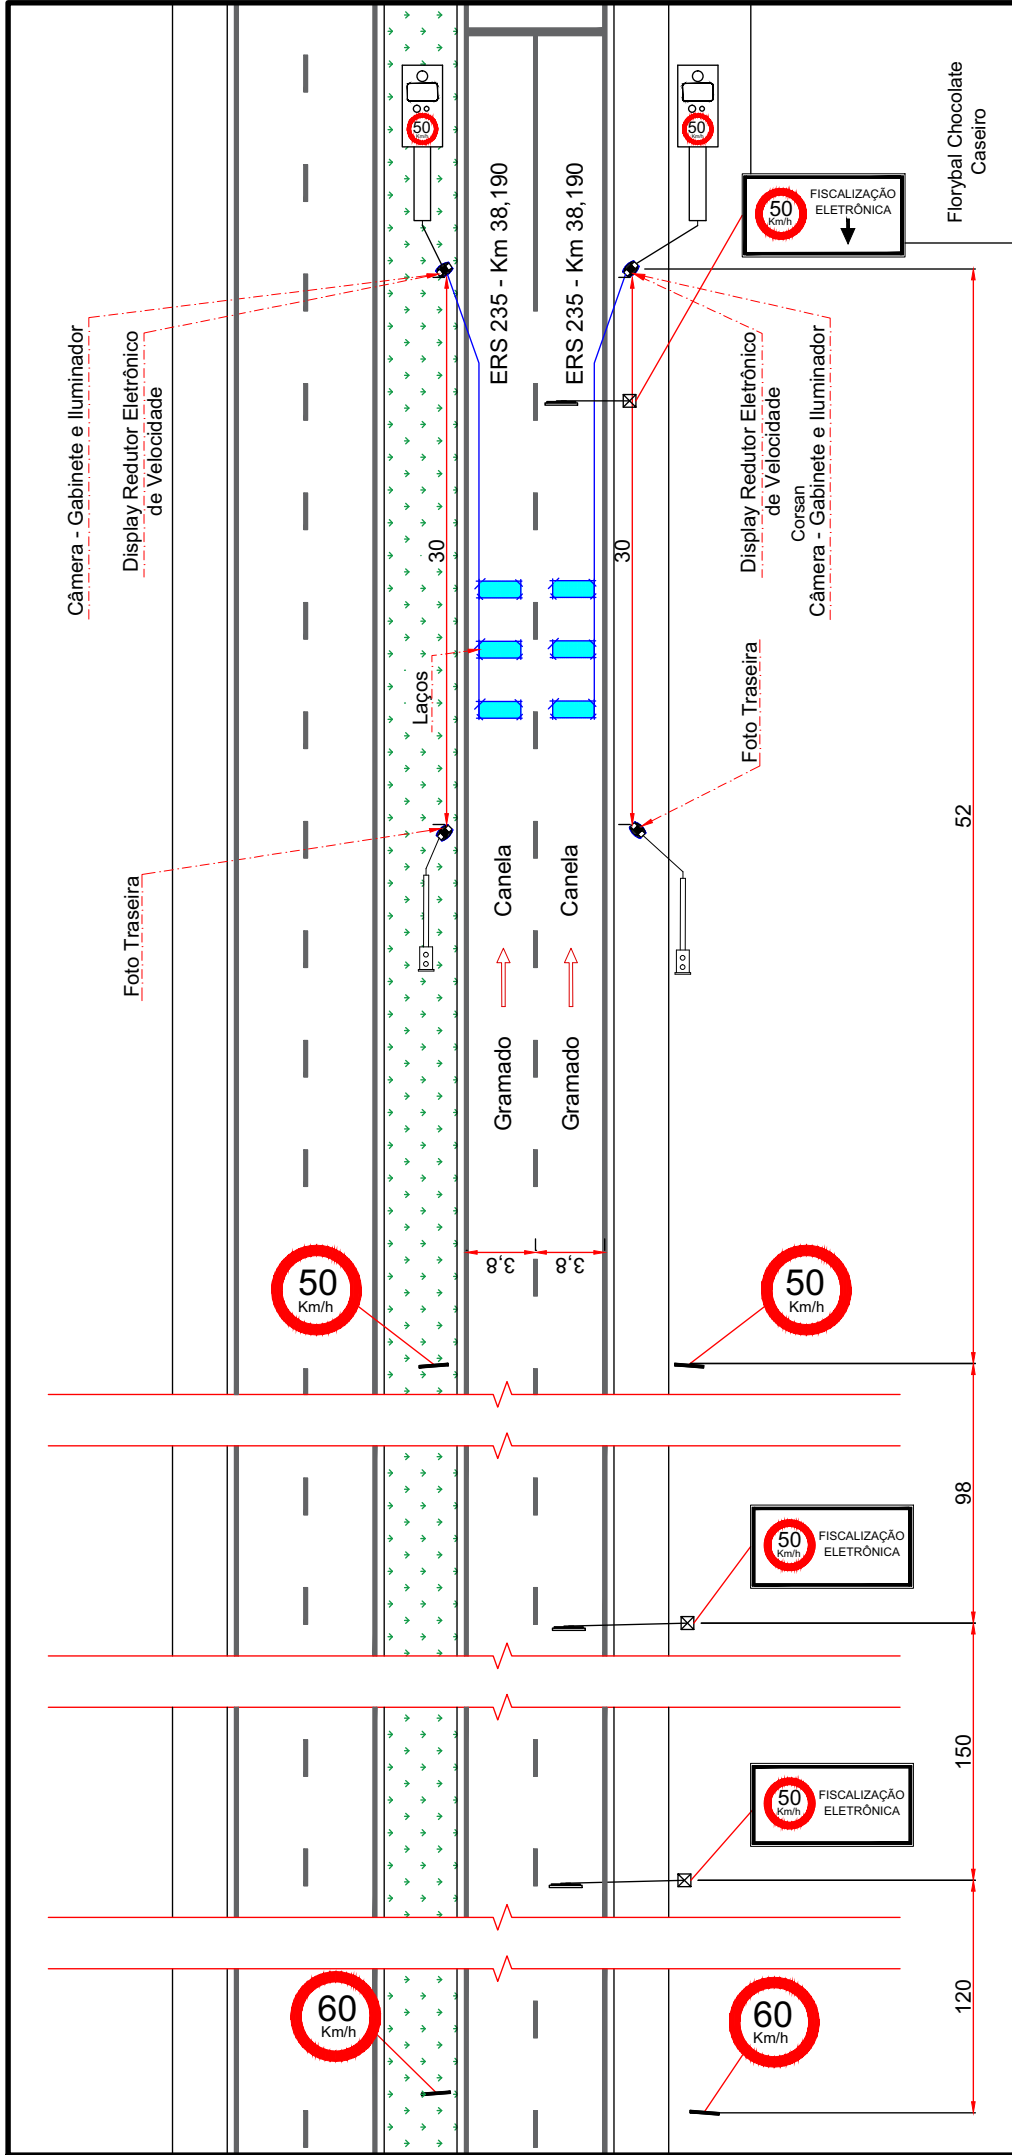 50
Km/h
50
Km/h
Florybal Chocolate
Caseiro
50
Km/h
FISCALIZAÇÃO
ELETRÔNICA
ERS 235 - Km 38,190
ERS 235 - Km 38,190
Câmera - Gabinete e Iluminador
Display Redutor Eletrônico
de Velocidade
Display Redutor Eletrônico
de Velocidade
Corsan
Câmera - Gabinete e Iluminador
30
30
Laços
Foto Traseira
Foto Traseira
52
Gramado
Canela
Gramado
Canela
3,8
3,8
50
Km/h
50
Km/h
98
50
Km/h
FISCALIZAÇÃO
ELETRÔNICA
150
50
Km/h
FISCALIZAÇÃO
ELETRÔNICA
120
60
Km/h
60
Km/h